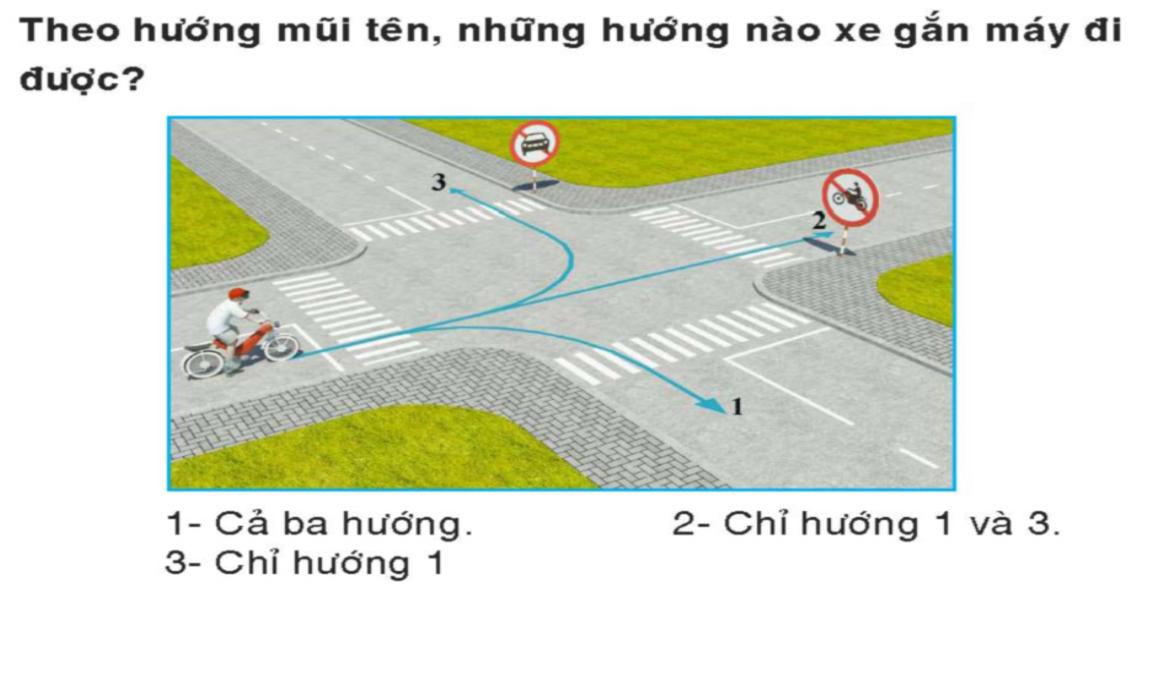 Theo hướng mũi tên, những hướng nào xe gắn máy đi
được?
3
2
1
1- Cả ba hướng. 2- Chỉ hướng 1 và 3.
3- Chỉ hướng 1